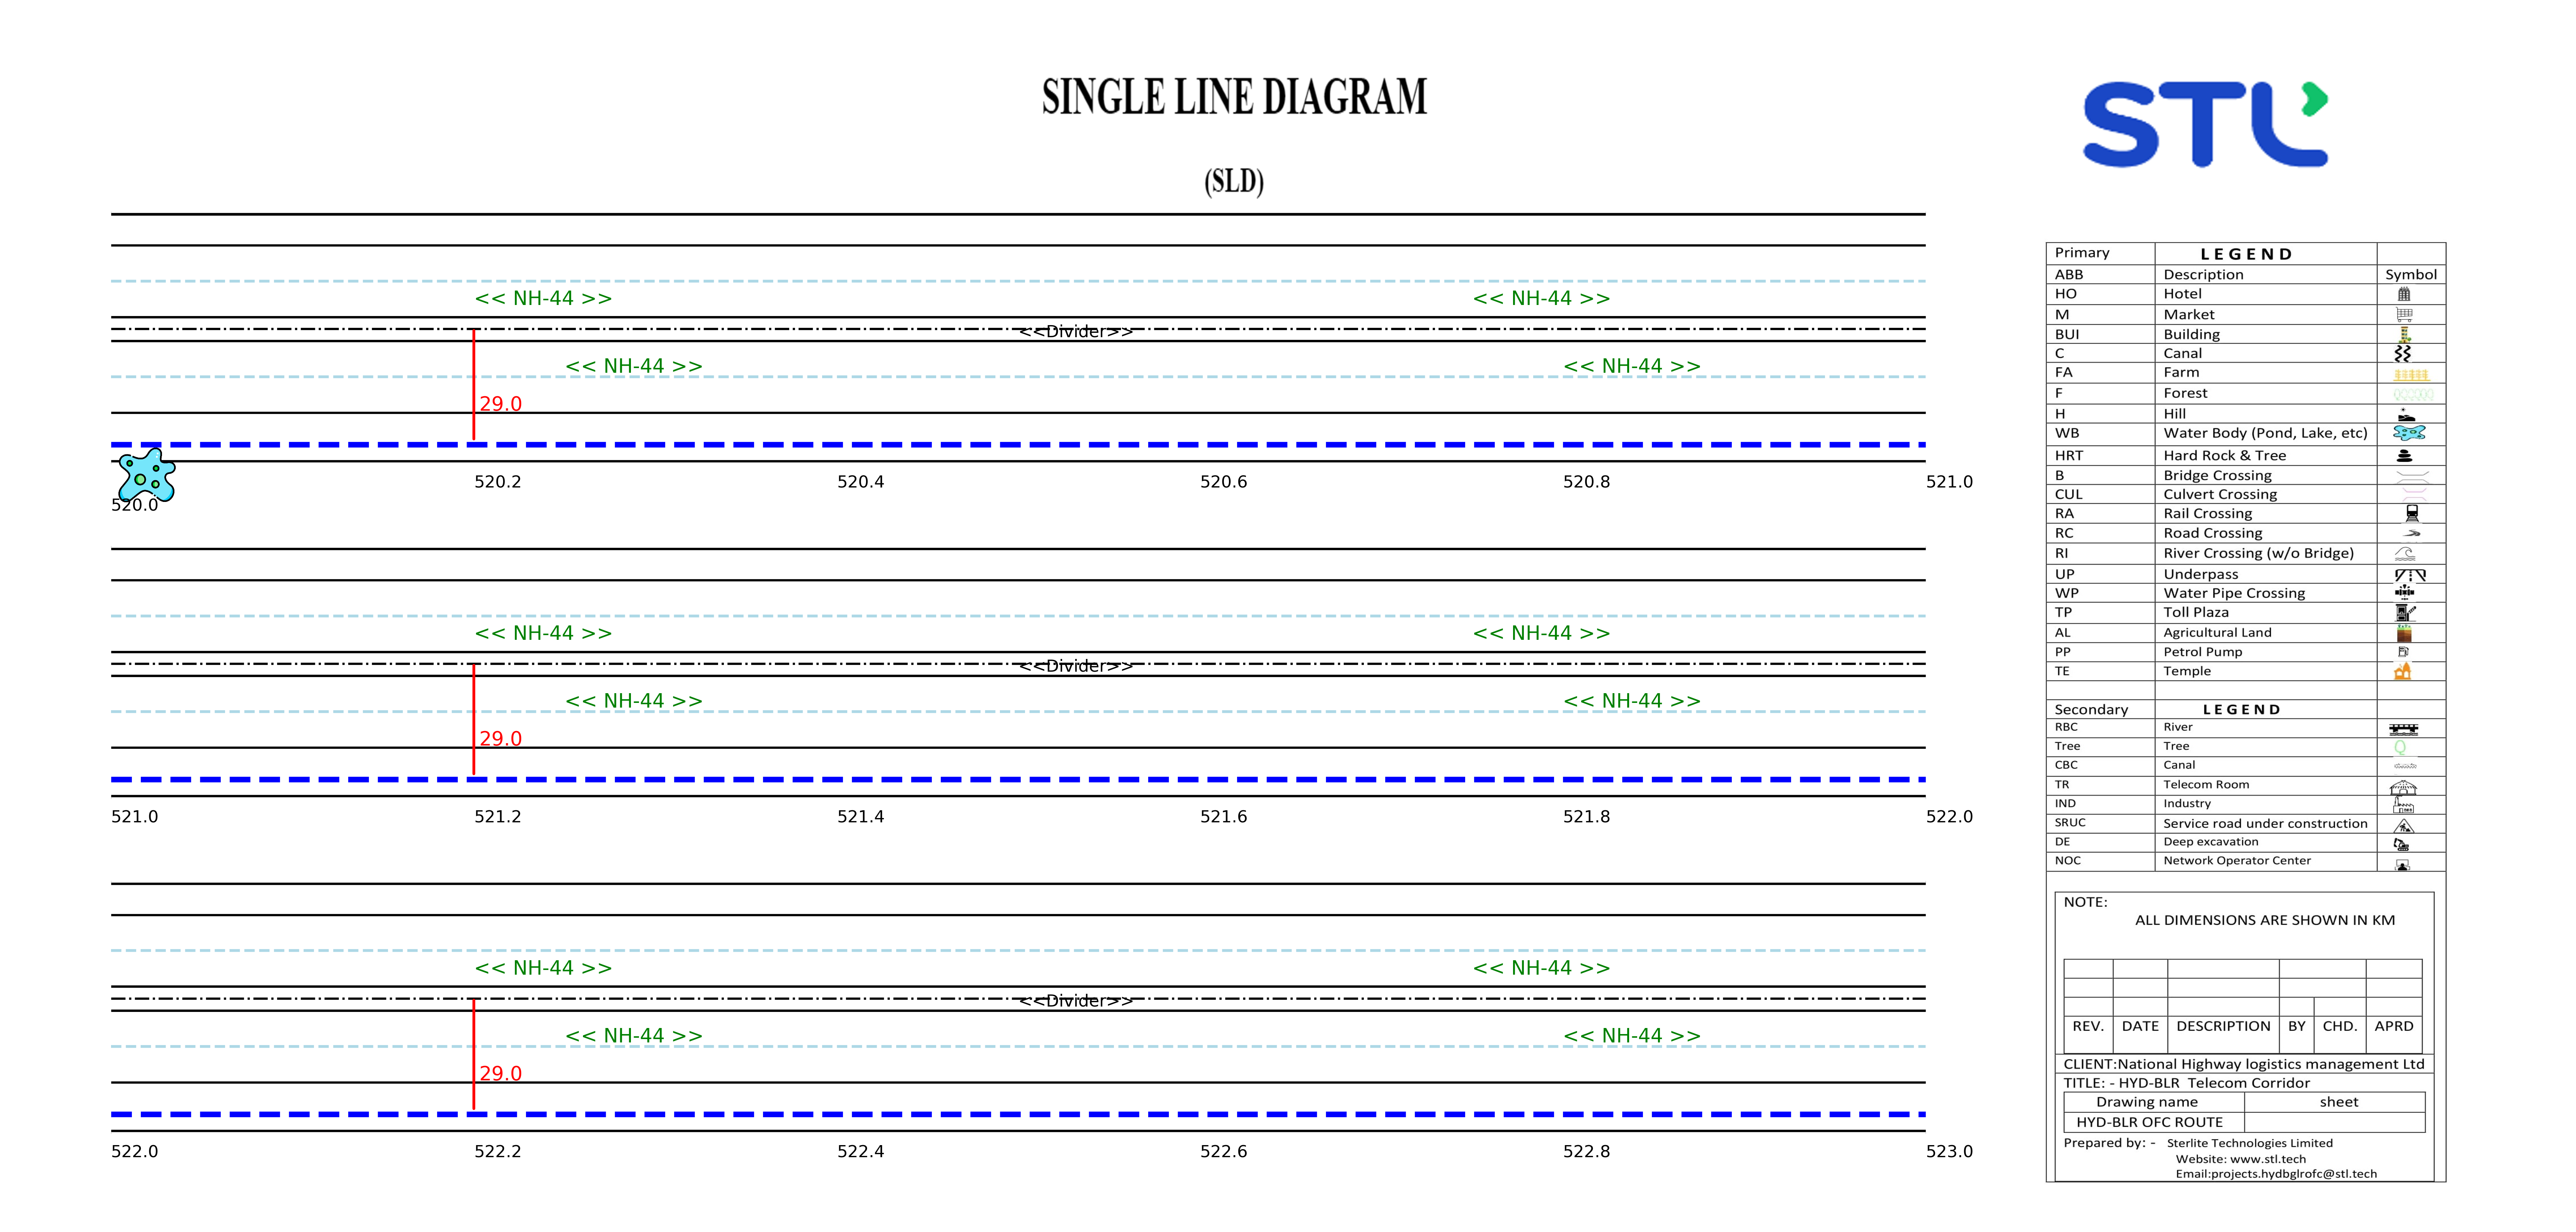 SINGLE LINE DIAGRAM
(SLD)
STL
<< NH-44 >> << NH-44 >>
<<Divider>>
<< NH-44 >> << NH-44 >>
29.0
520.2 520.4 520.6 520.8 521.0
520.0
<< NH-44 >> << NH-44 >>
<<Divider>>
<< NH-44 >> << NH-44 >>
29.0
521.0 521.2 521.4 521.6 521.8 522.0
<< NH-44 >> << NH-44 >>
<<Divider>>
<< NH-44 >> << NH-44 >>
29.0
522.0 522.2 522.4 522.6 522.8 523.0
Primary LEGEND
ABB Description Symbol
HO Hotel
M Market
BUI Building
C Canal
FA Farm
F Forest
H Hill
WB Water Body (Pond, Lake, etc)
HRT Hard Rock & Tree
B Bridge Crossing
CUL Culvert Crossing
RA Rail Crossing
RC Road Crossing
RI River Crossing (w/o Bridge)
UP Underpass
WP Water Pipe Crossing
TP Toll Plaza
AL Agricultural Land
PP Petrol Pump
TE Temple
Secondary LEGEND
RBC River
Tree Tree
CBC Canal
TR Telecom Room
IND Industry
SRUC Service road under construction
DE Deep excavation
NOC Network Operator Center
NOTE:
ALL DIMENSIONS ARE SHOWN IN KM
REV. DATE DESCRIPTION BY CHD. APRD
CLIENT:National Highway logistics management Ltd
TITLE: - HYD-BLR Telecom Corridor
Drawing name sheet
HYD-BLR OFC ROUTE
Prepared by: - Sterlite Technologies Limited
Website: www.stl.tech
Email:projects.hydbglrofc@stl.tech